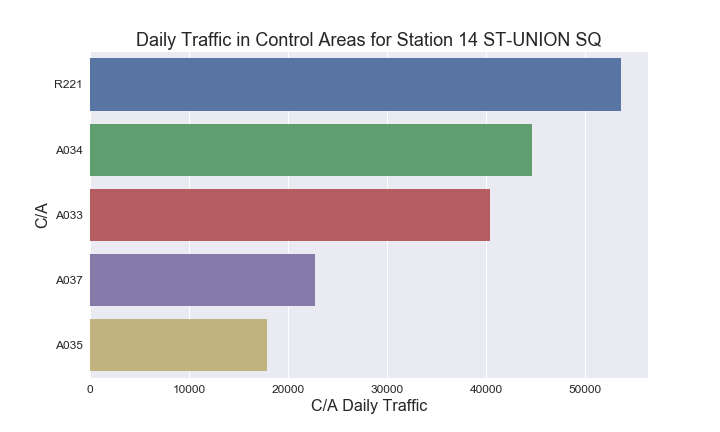 Daily Traffic in Control Areas for Station 14 ST-UNION SQ
C/A
R221
A034
A033
A037
A035
0 10000 20000 30000 40000 50000
C/A Daily Traffic